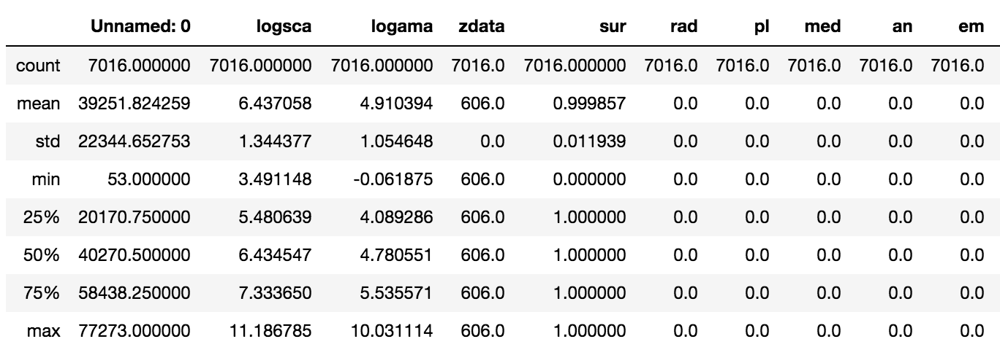 Unnamed: 0 logsca logama zdata sur rad pl med an em
count 7016.000000 7016.000000 7016.000000 7016.0 7016.000000 7016.0 7016.0 7016.0 7016.0 7016.0
mean 39251.824259 6.437058 4.910394 606.0 0.999857 0.0 0.0 0.0 0.0 0.0
std 22344.652753 1.344377 1.054648 0.0 0.011939 0.0 0.0 0.0 0.0 0.0
min 53.000000 3.491148 -0.061875 606.0 0.000000 0.0 0.0 0.0 0.0 0.0
25% 20170.750000 5.480639 4.089286 606.0 1.000000 0.0 0.0 0.0 0.0 0.0
50% 40270.500000 6.434547 4.780551 606.0 1.000000 0.0 0.0 0.0 0.0 0.0
75% 58438.250000 7.333650 5.535571 606.0 1.000000 0.0 0.0 0.0 0.0 0.0
max 77273.000000 11.186785 10.031114 606.0 1.000000 0.0 0.0 0.0 0.0 0.0